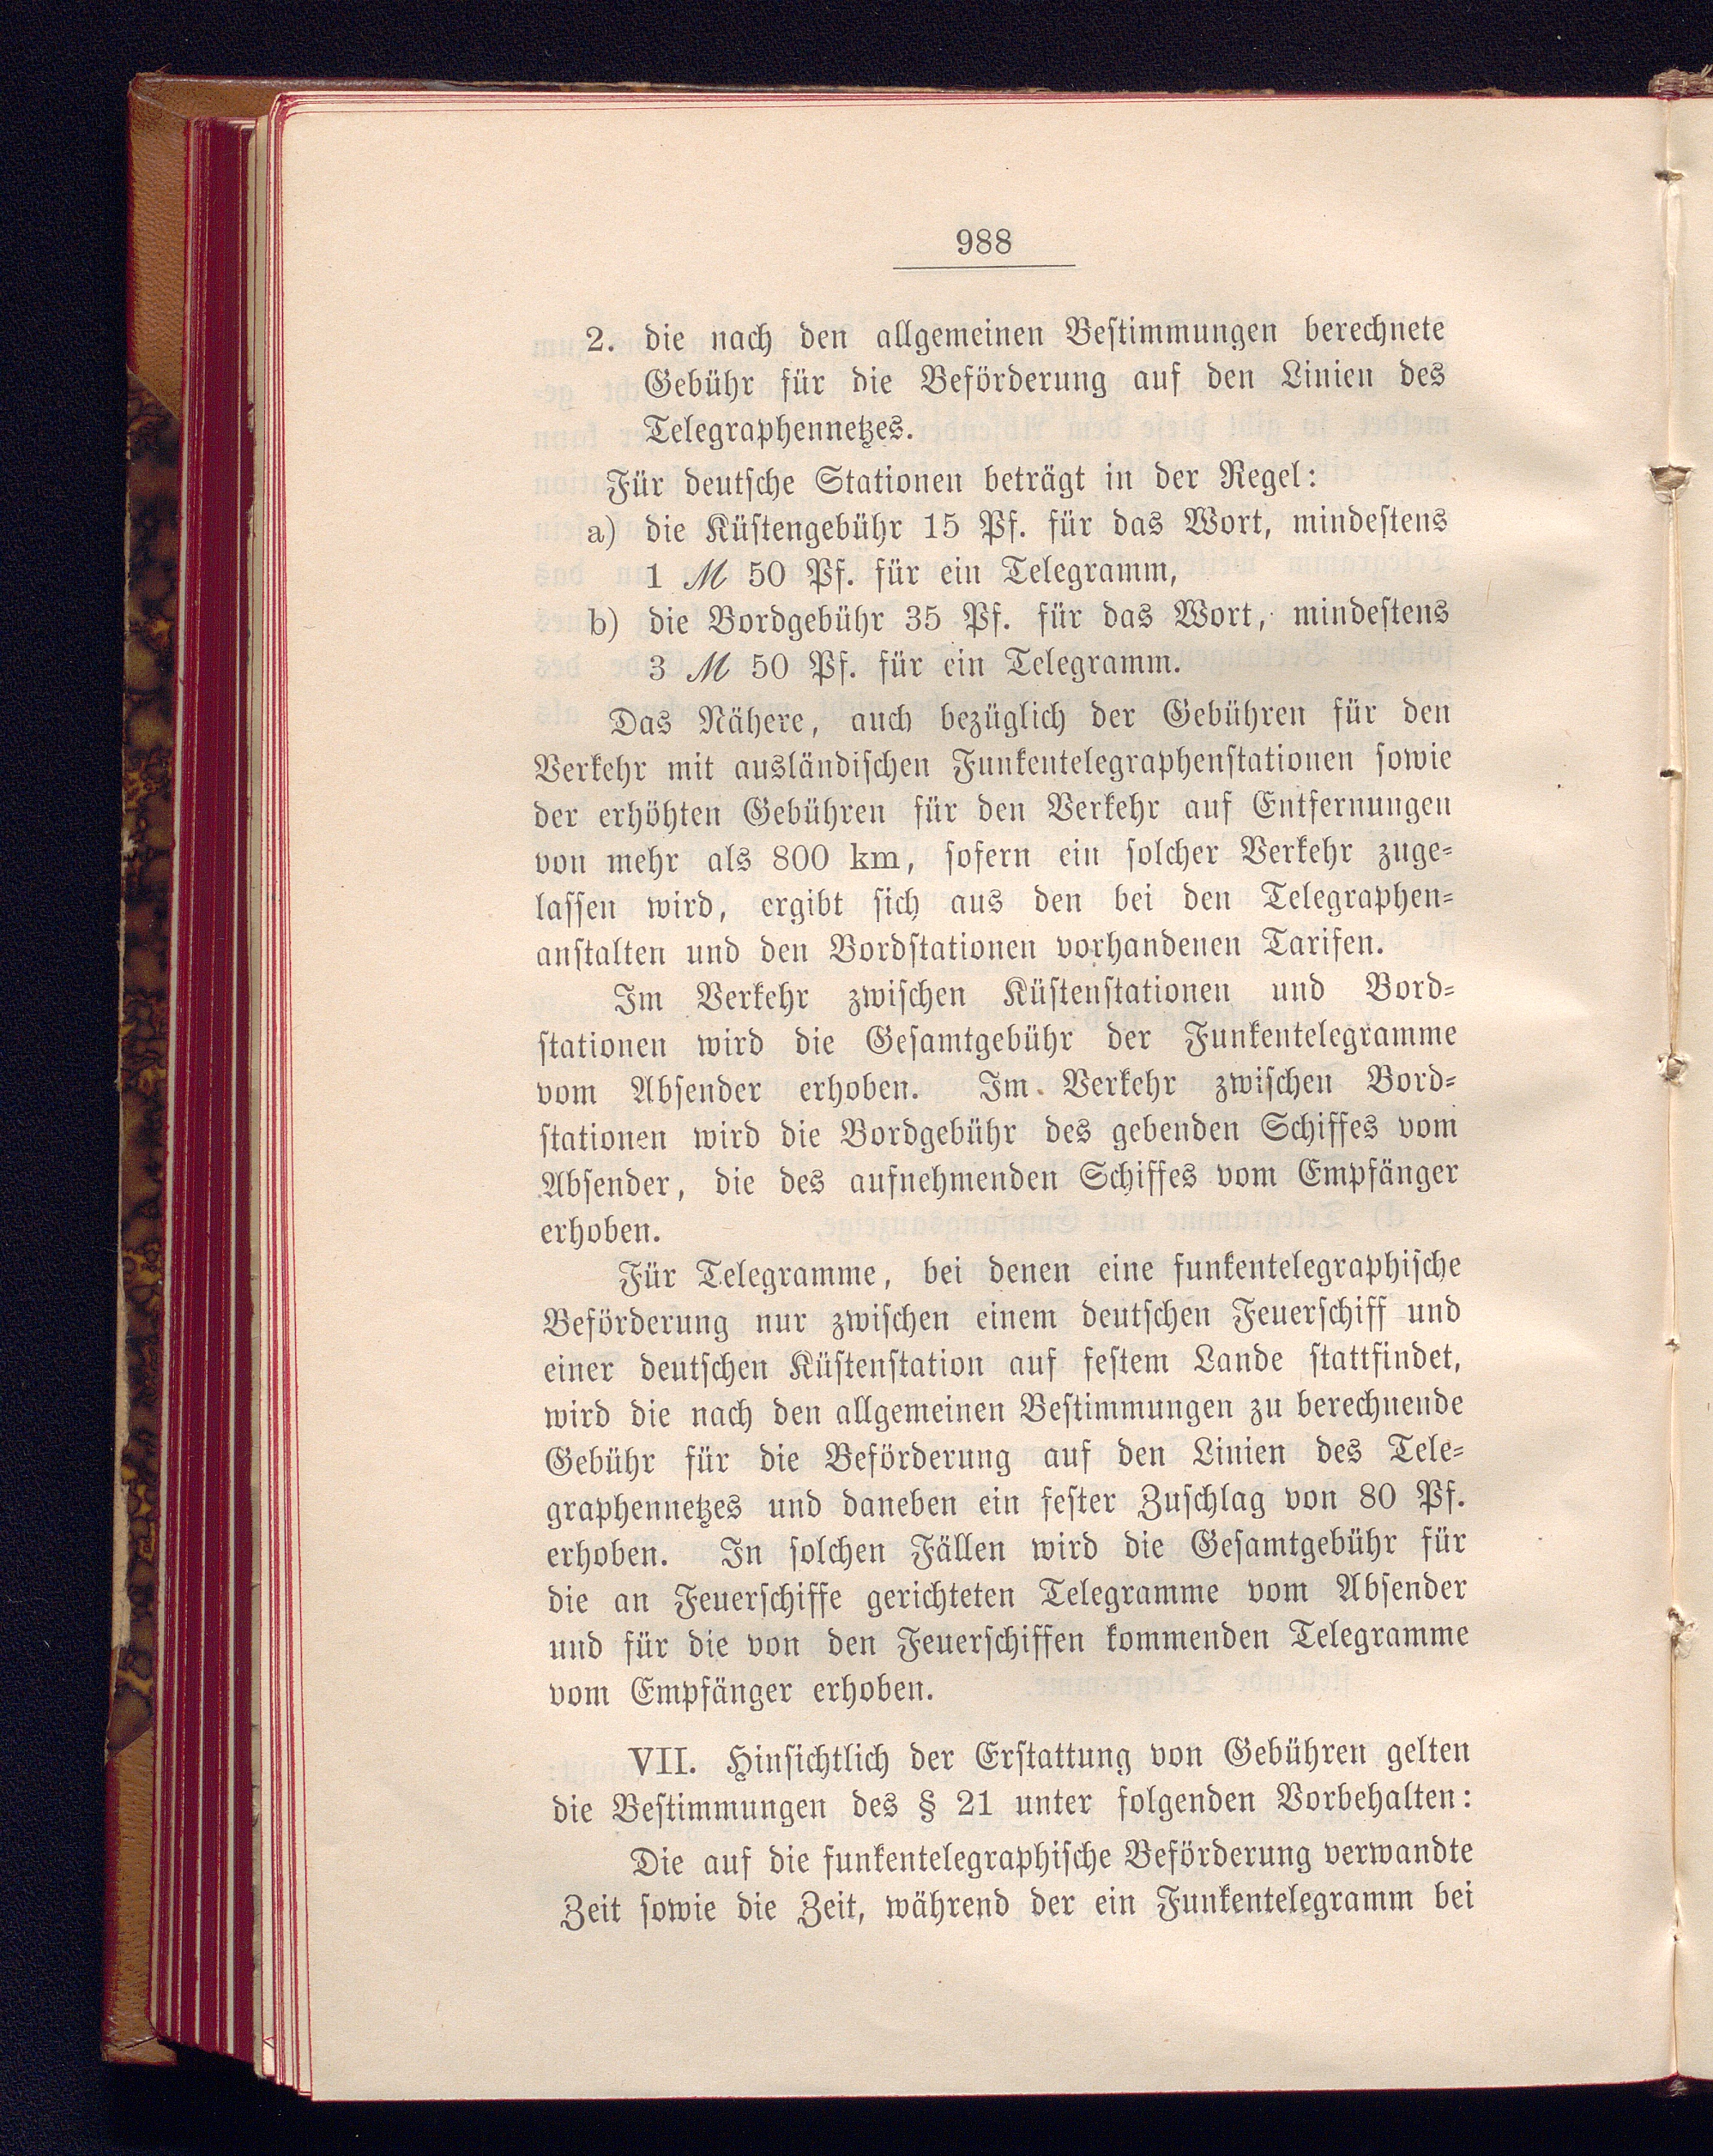 988
2. die nach den allgemeinen Bestimmungen berechnete
Gebühr für die Beförderung auf den Linien des
Telegraphennetzes.
Für deutsche Stationen beträgt in der Regel:
a) die Küstengebühr 15 Pf. für das Wort, mindestens
1 ℳ 50 Pf. für ein Telegramm,
b) die Bordgebühr 35 Pf. für das Wort, mindestens
3 ℳ 50 Pf. für ein Telegramm.
Das Nähere, auch bezüglich der Gebühren für den
Verkehr mit ausländischen Funkentelegraphenstationen sowie
der erhöhten Gebühren für den Verkehr auf Entfernungen
von mehr als 800 km, sofern ein solcher Verkehr zuge-
lassen wird, ergibt sich aus den bei den Telegraphen-
anstalten und den Bordstationen vorhandenen Tarifen.
Im Verkehr zwischen Küstenstationen und Bord-
stationen wird die Gesamtgebühr der Funkentelegramme
vom Absender erhoben. Im Verkehr zwischen Bord-
stationen wird die Bordgebühr des gebenden Schiffes vom
Absender, die des aufnehmenden Schiffes vom Empfänger
erhoben.
Für Telegramme, bei denen eine funkentelegraphische
Beförderung nur zwischen einem deutschen Feuerschiff und
einer deutschen Küstenstation auf festem Lande stattfindet,
wird die nach den allgemeinen Bestimmungen zu berechnende
Gebühr für die Beförderung auf den Linien des Tele-
graphennetzes und daneben ein fester Zuschlag von 80 Pf.
erhoben. In solchen Fällen wird die Gesamtgebühr für
die an Feuerschiffe gerichteten Telegramme vom Absender
und für die von den Feuerschiffen kommenden Telegramme
vom Empfänger erhoben.
VII. Hinsichtlich der Erstattung von Gebühren gelten
die Bestimmungen des § 21 unter folgenden Vorbehalten:
Die auf die funkentelegraphische Beförderung verwandte
Zeit sowie die Zeit, während der ein Funkentelegramm bei